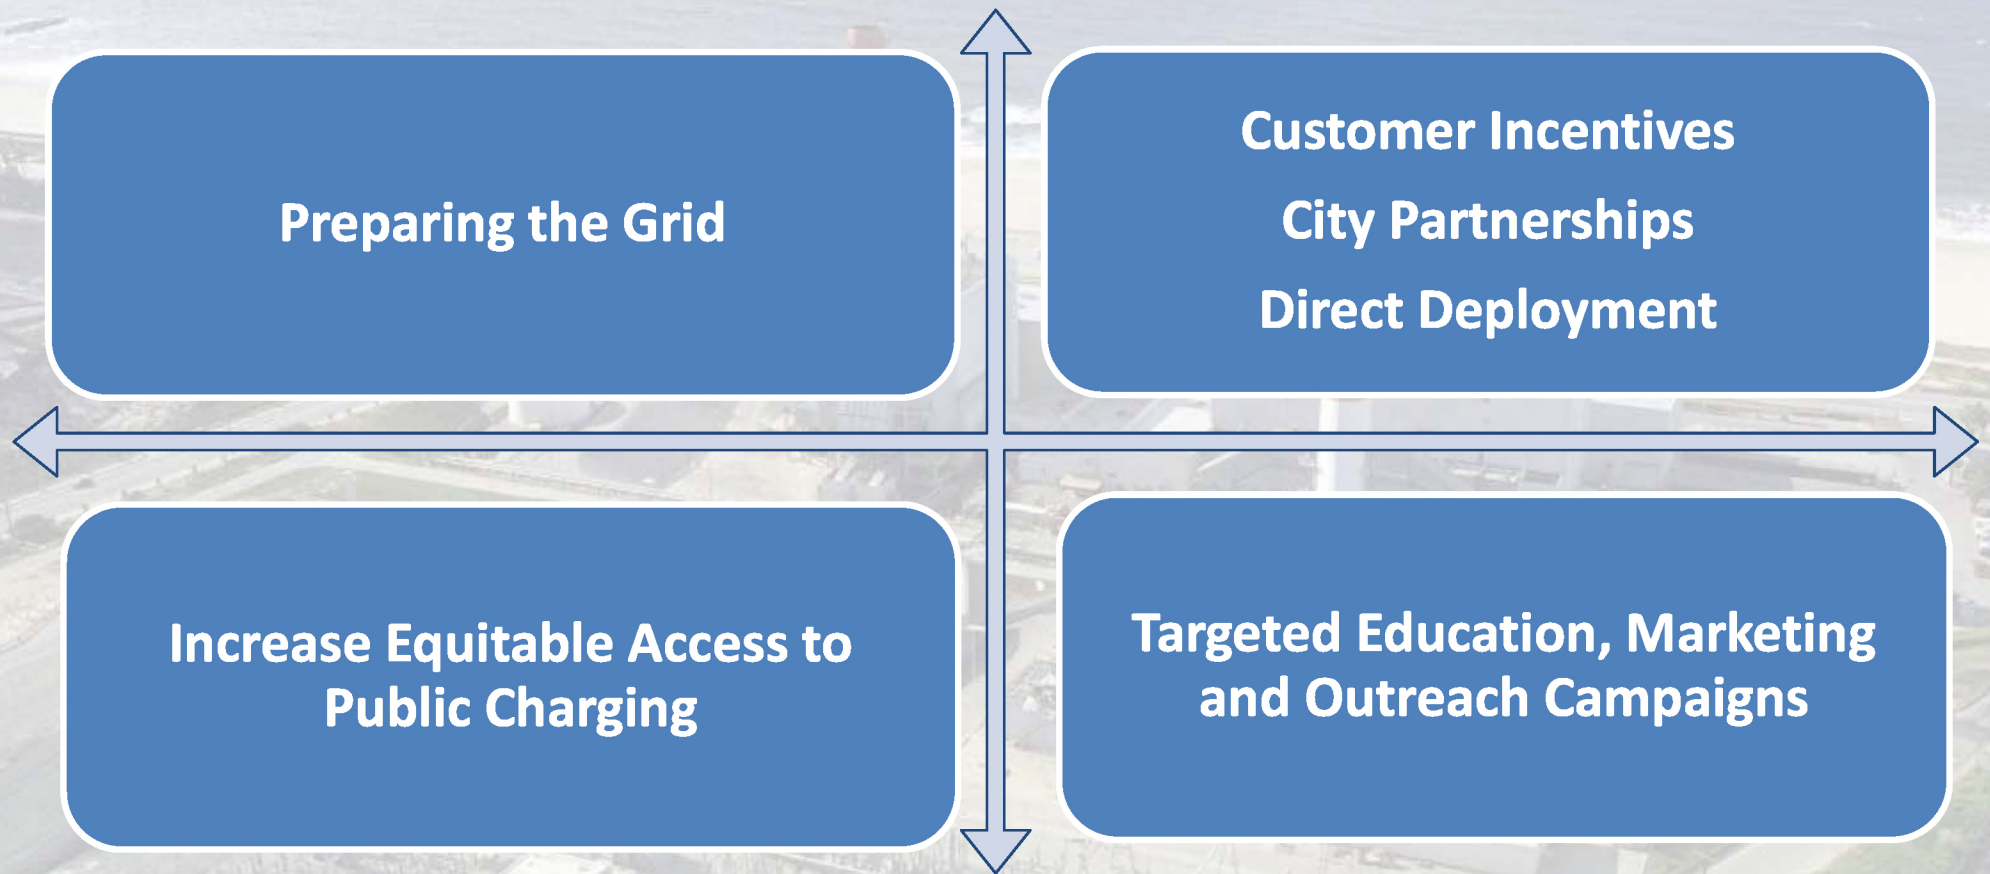 Preparing the Grid
Customer Incentives
City Partnerships
Direct Deployment
Increase Equitable Access to
Public Charging
Targeted Education, Marketing
and Outreach Campaigns